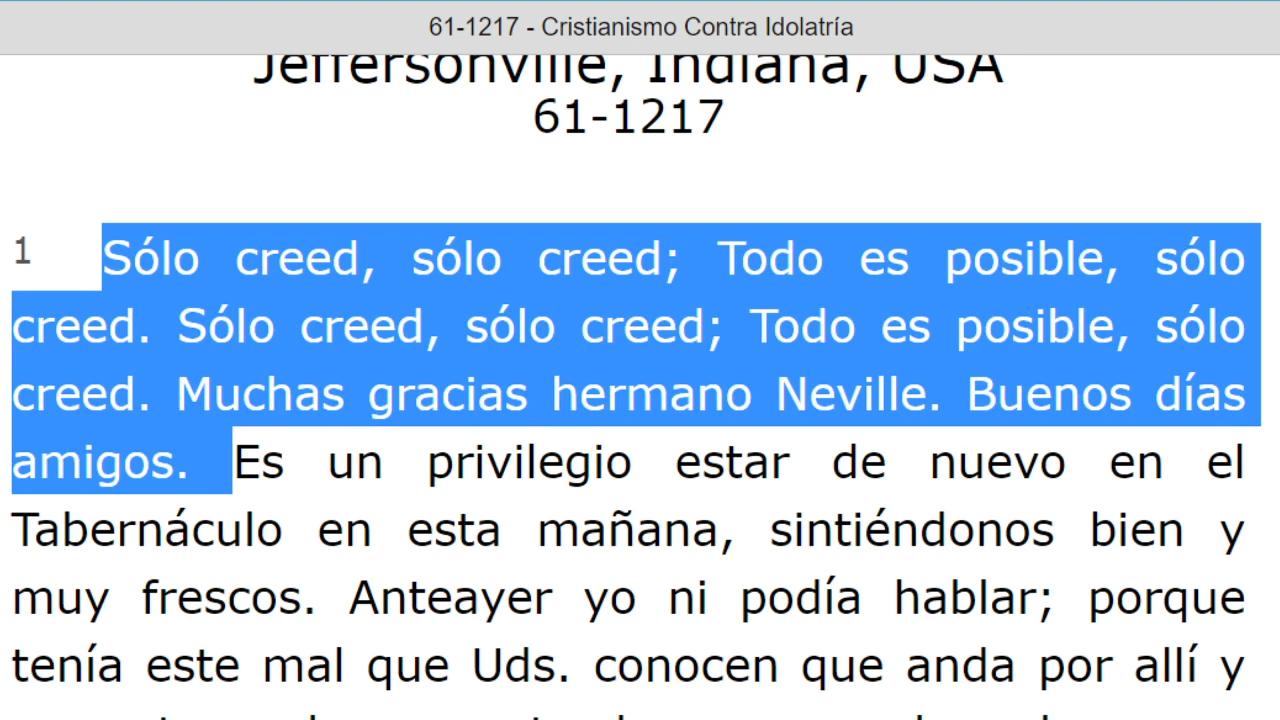 61-1217 - Cristianismo Contra Idolatría
Jeffersonville, Indiana, USA
61-1217
1 Sólo creed, sólo creed; Todo es posible, sólo
creed. Sólo creed, sólo creed; Todo es posible, sólo
creed. Muchas gracias hermano Neville. Buenos días
amigos. Es un privilegio estar de nuevo en el
Tabernáculo en esta mañana, sintiéndonos bien y
muy frescos. Anteayer yo ni podía hablar; porque
tenía este mal que Uds. conocen que anda por allí y